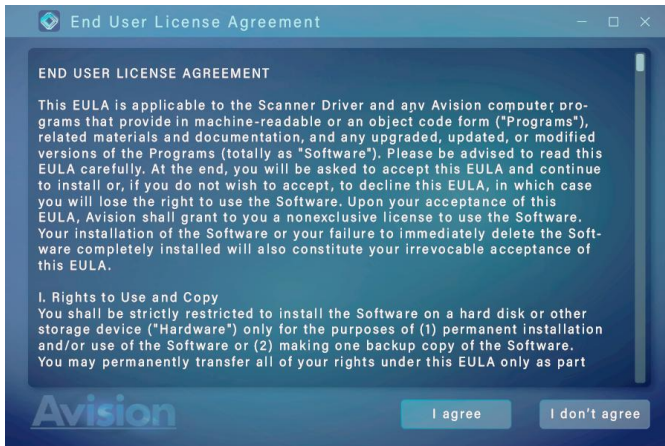 End User License Agreement
END USER LICENSE AGREEMENT
This EULA is applicable to the Scanner Driver and any Avision computer pro-
grams that provide in machine-readable or an object code form ("Programs"),
related materials and documentation, and any upgraded, updated, or modified
versions of the Programs (totally as "Software"). Please be advised to read this
EULA carefully. At the end, you will be asked to accept this EULA and continue
to install or, if you do not wish to accept, to decline this EULA, in which case
you will lose the right to use the Software. Upon your acceptance of this
EULA, Avision shall grant to you a nonexclusive license to use the Software.
Your installation of the Software or your failure to immediately delete the Soft-
ware completely installed will also constitute your irrevocable acceptance of
this EULA.
I. Rights to Use and Copy
You shall be strictly restricted to install the Software on a hard disk or other
storage device ("Hardware") only for the purposes of (1) permanent installation
and/or use of the Software or (2) making one backup copy of the Software.
You may permanently transfer all of your rights under this EULA only as part
Avision
I agree
I don't agree